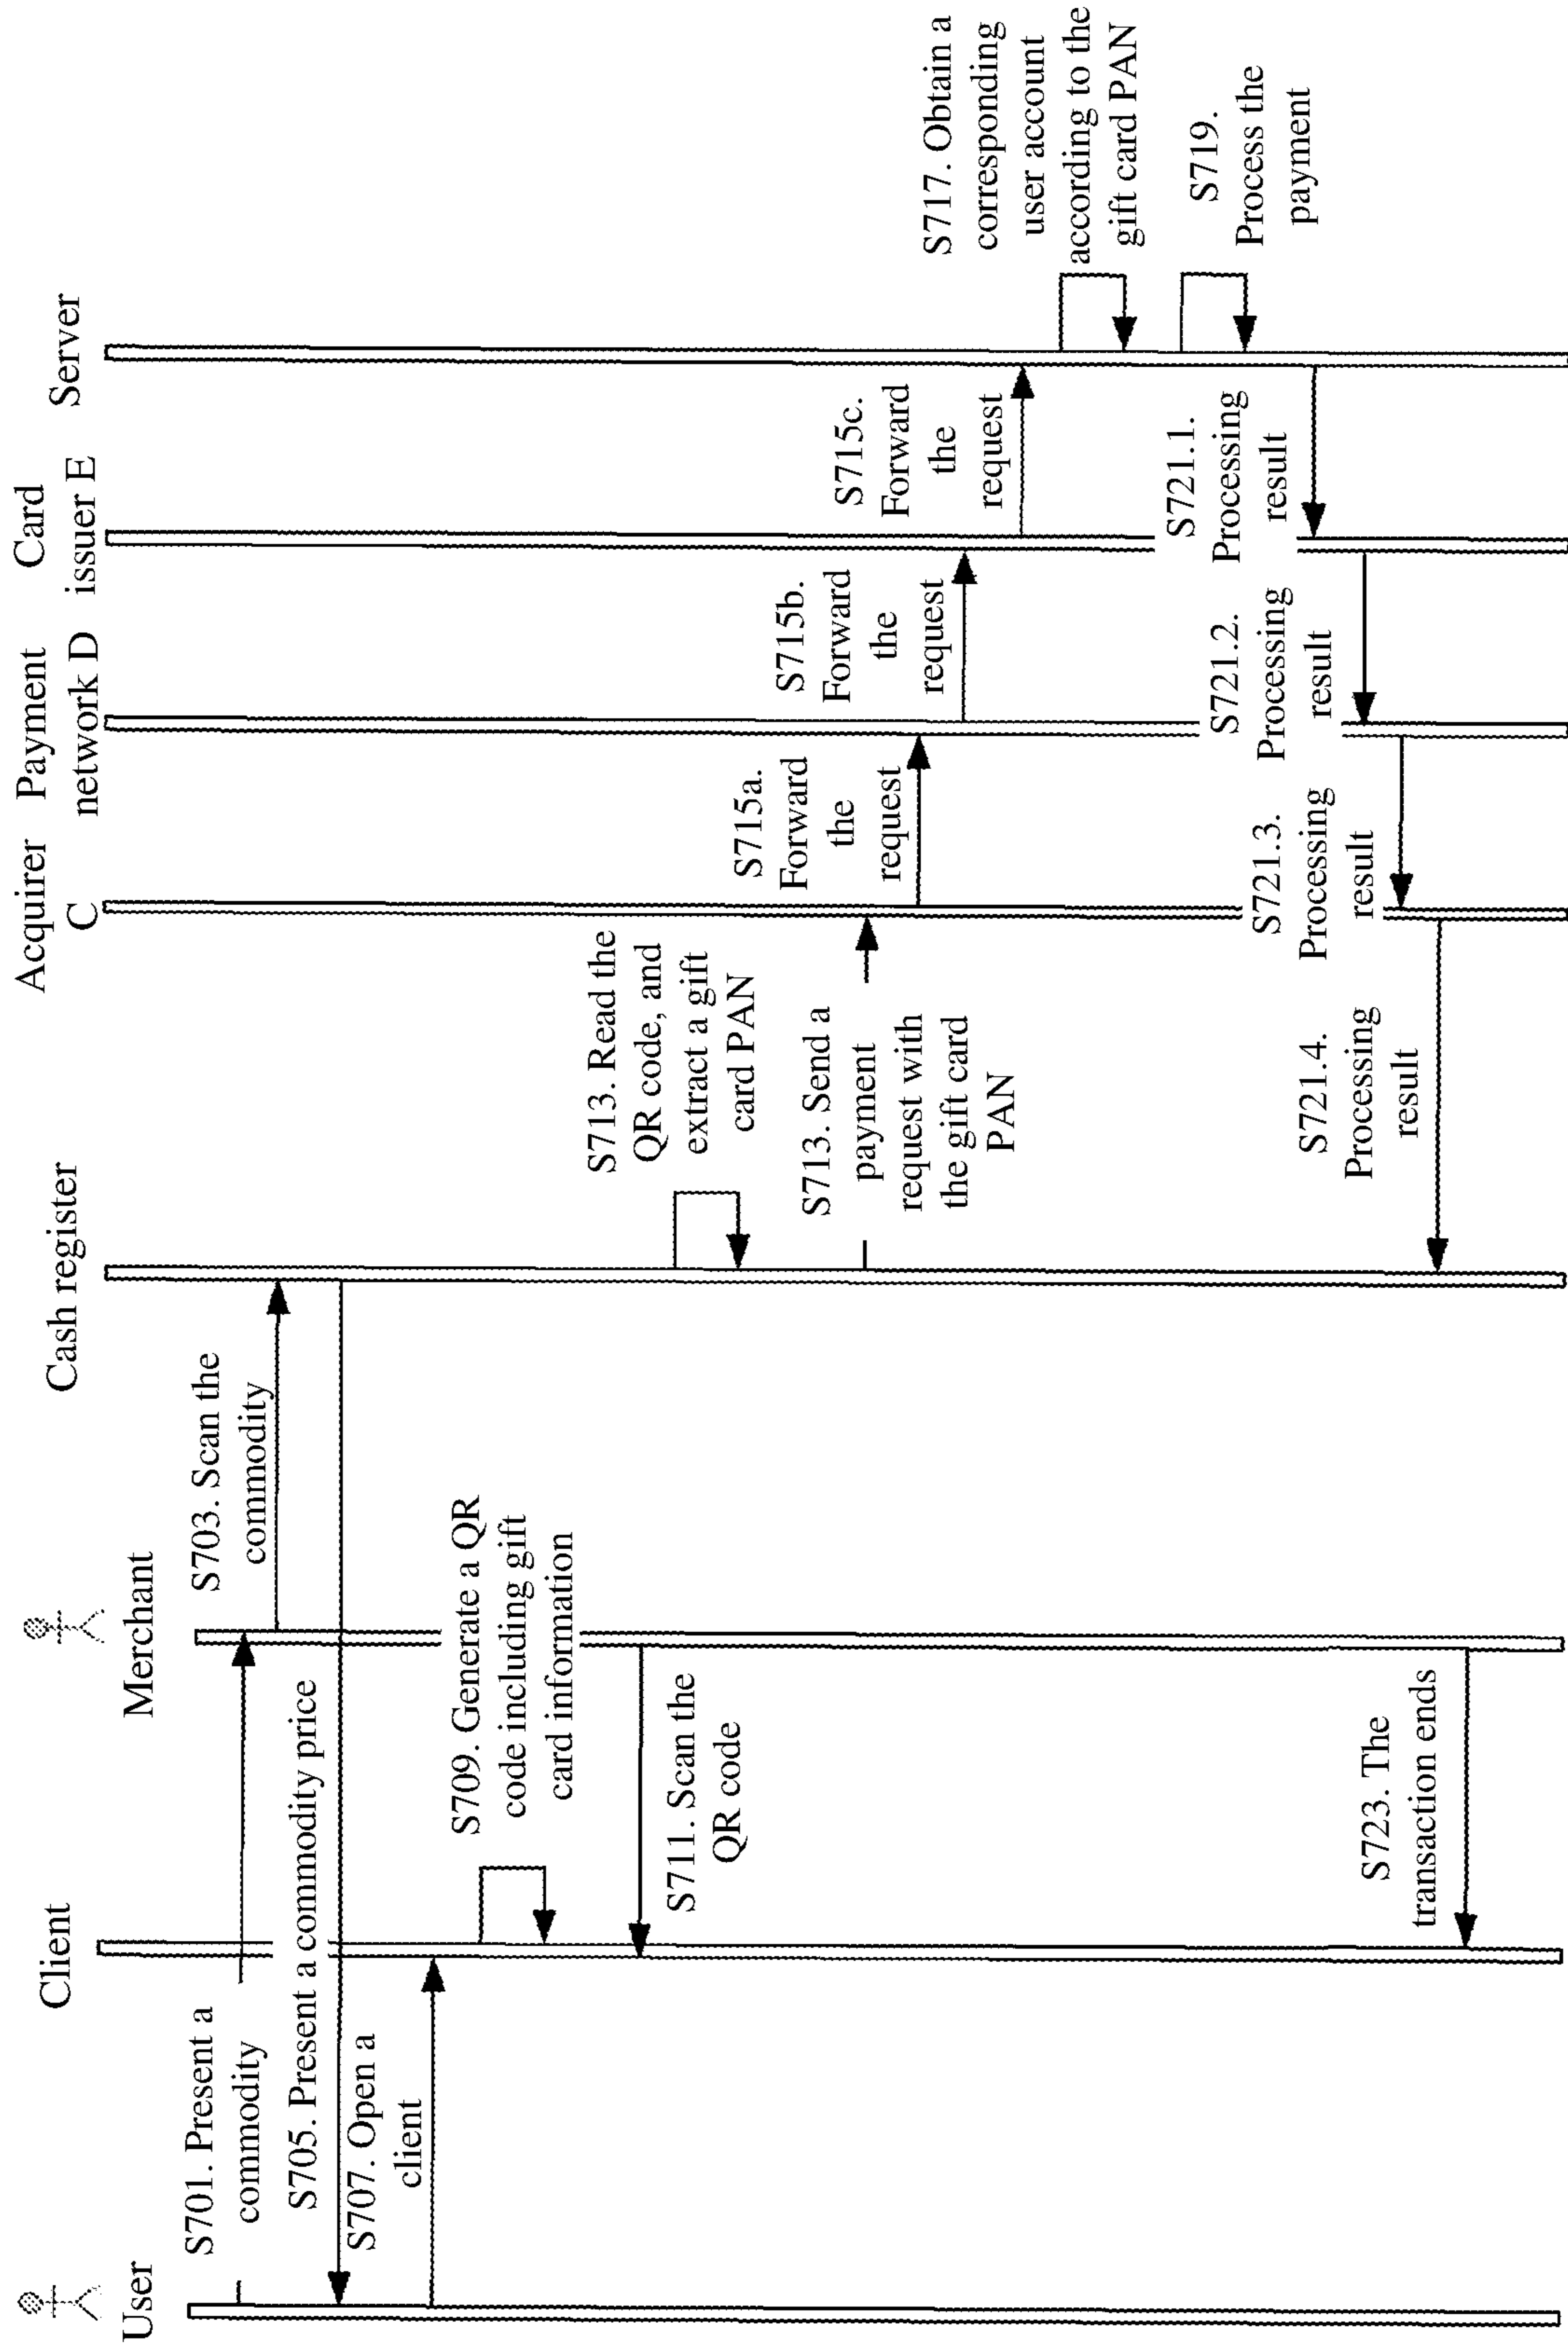 User
Client
Merchant
Cash register
Acquirer
C
Payment
network D
Card
issuer E
Server
S701. Present a
commodity
S703. Scan the
commodity
S705. Present a commodity price
S707. Open a
client
S709. Generate a QR
code including gift
card information
S711. Scan the
QR code
S713. Read the
QR code, and
extract a gift
card PAN
S713. Send a
payment
request with
the gift card
PAN
S715a.
Forward
the
request
S715b.
Forward
the
request
S715c.
Forward
the
request
S717. Obtain a
corresponding
user account
according to the
gift card PAN
S719.
Process the
payment
S721.1.
Processing
result
S721.2.
Processing
result
S721.3.
Processing
result
S721.4.
Processing
result
S723. The
transaction ends